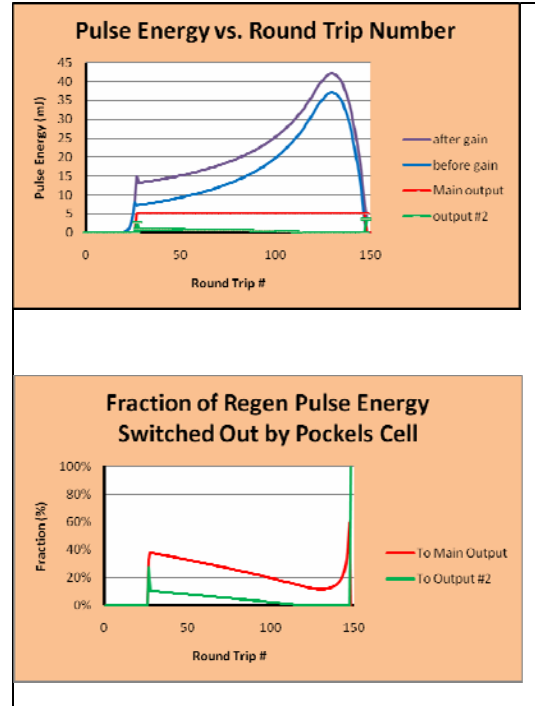 Pulse Energy vs. Round Trip Number
45
40
35
30
25
20
15
10
5
0
Pulse Energy (mJ)
0 50 100 150
Round Trip #
after gain
before gain
Main output
output #2
Fraction of Regen Pulse Energy
Switched Out by Pockels Cell
100%
80%
60%
40%
20%
0%
Fraction (%)
0 50 100 150
Round Trip #
To Main Output
To Output #2